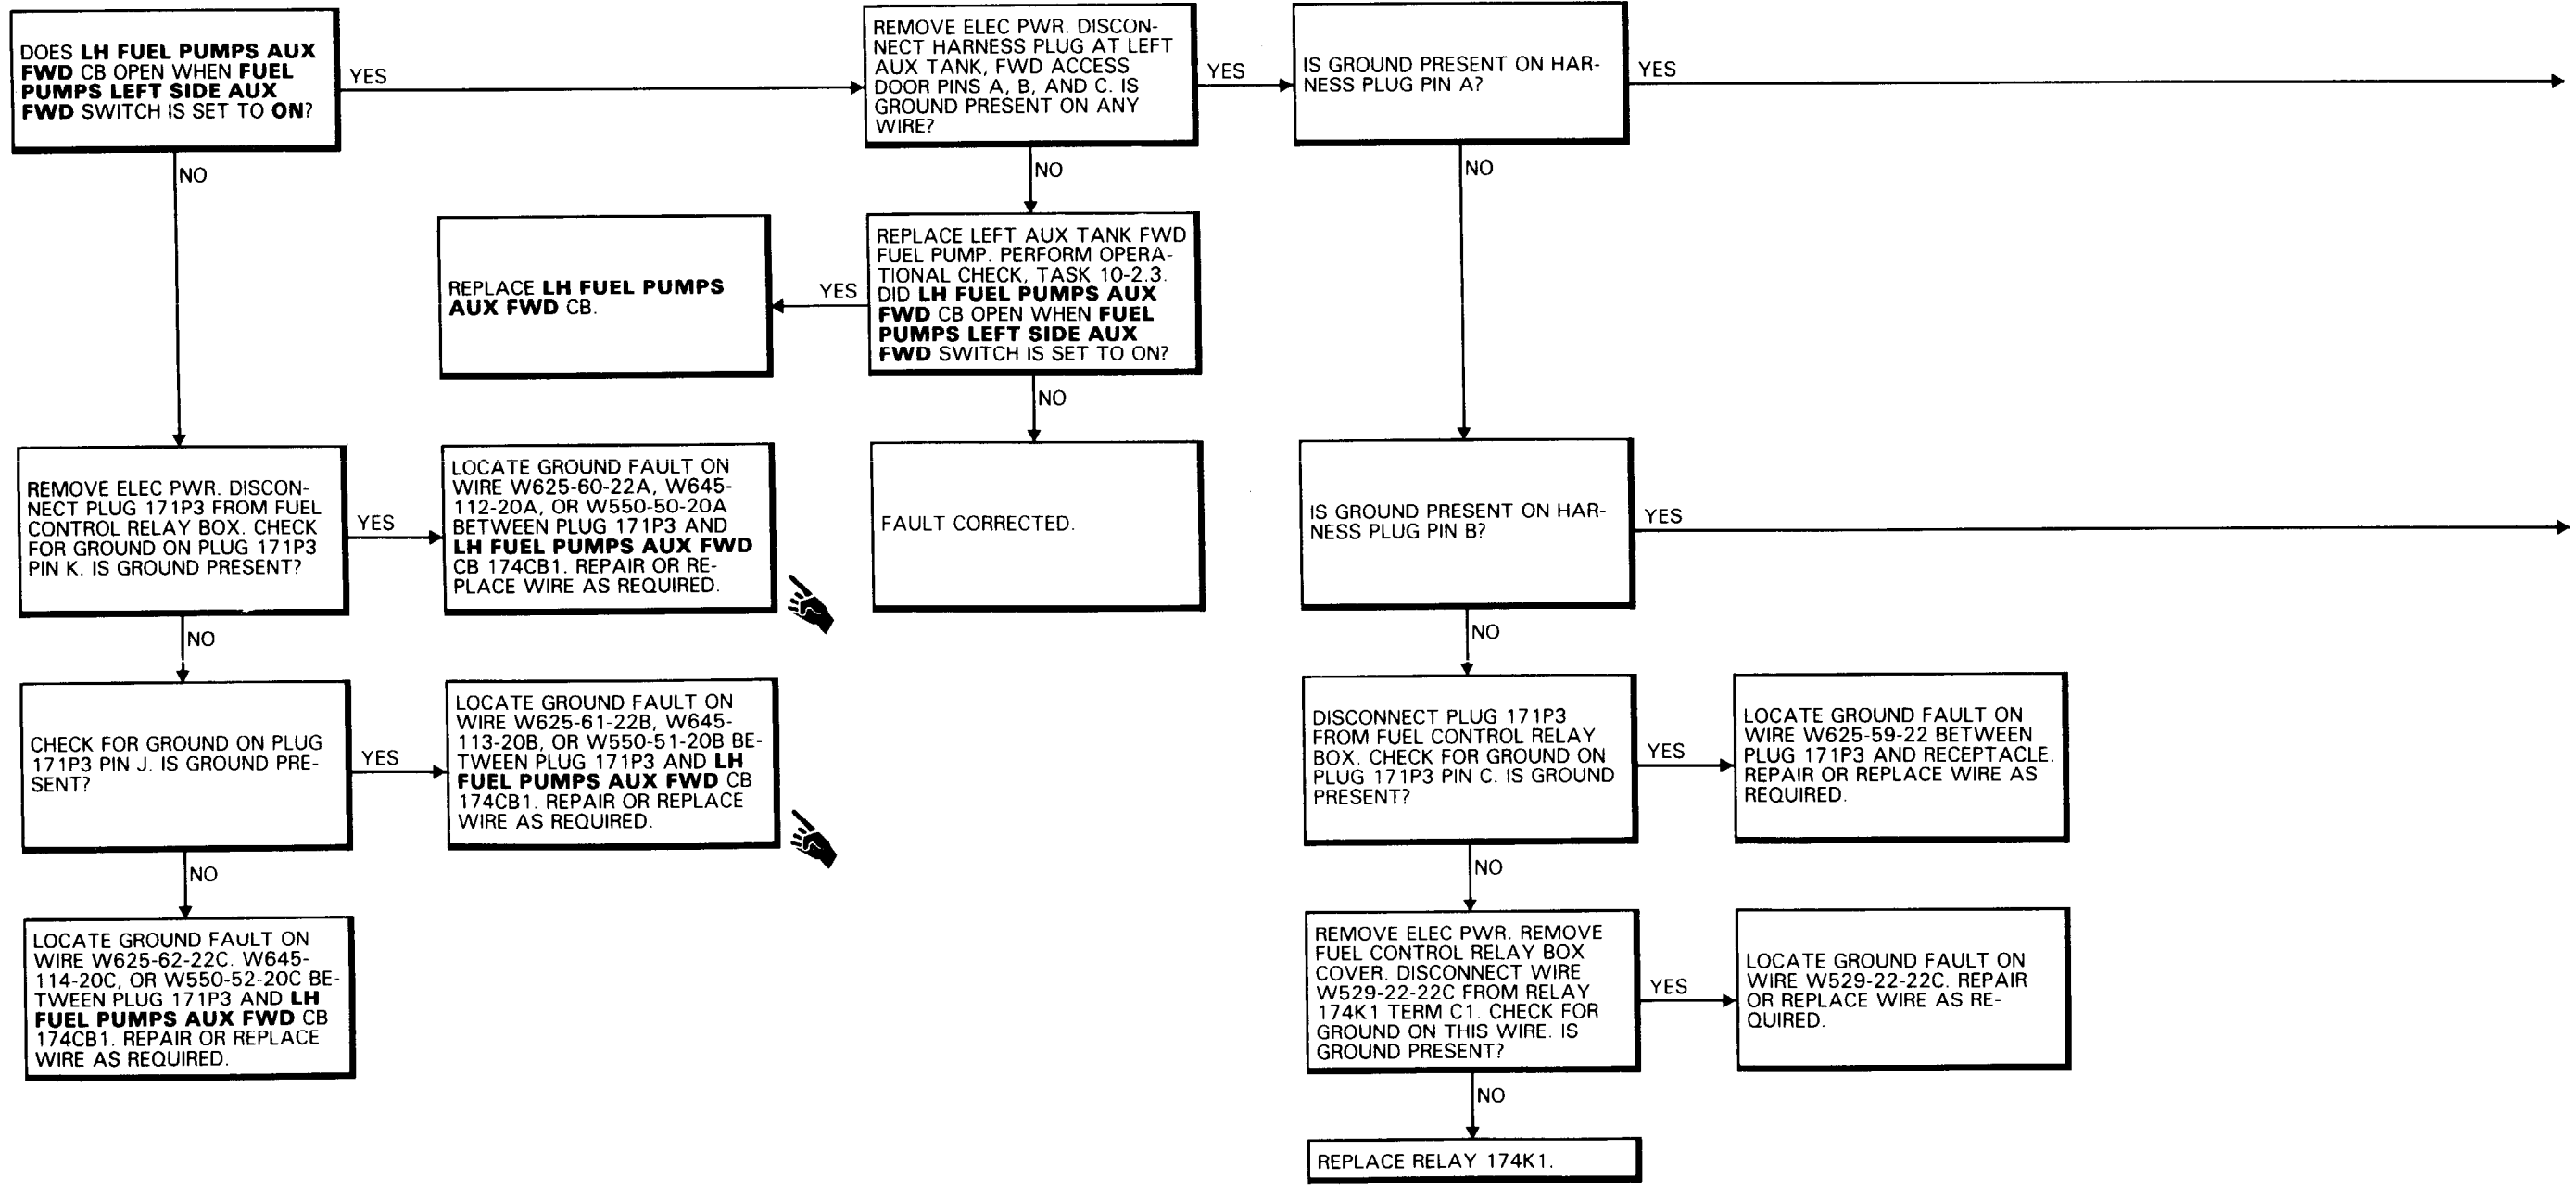 DOES LH FUEL PUMPS AUX
FWD CB OPEN WHEN FUEL
PUMPS LEFT SIDE AUX
FWD SWITCH IS SET TO ON?
YES
NO
REMOVE ELEC PWR. DISCON-
NECT HARNESS PLUG AT LEFT
AUX TANK, FWD ACCESS
DOOR PINS A, B, AND C. IS
GROUND PRESENT ON ANY
WIRE?
YES
NO
IS GROUND PRESENT ON HAR-
NESS PLUG PIN A?
YES
NO
REPLACE LH FUEL PUMPS
AUX FWD CB.
YES
REPLACE LEFT AUX TANK FWD
FUEL PUMP. PERFORM OPERA-
TIONAL CHECK, TASK 10-2.3.
DID LH FUEL PUMPS AUX
FWD CB OPEN WHEN FUEL
PUMPS LEFT SIDE AUX
FWD SWITCH IS SET TO ON?
NO
REMOVE ELEC PWR. DISCON-
NECT PLUG 171P3 FROM FUEL
CONTROL RELAY BOX. CHECK
FOR GROUND ON PLUG 171P3
PIN K. IS GROUND PRESENT?
YES
NO
LOCATE GROUND FAULT ON
WIRE W625-60-22A, W645-
112-20A, OR W550-50-20A
BETWEEN PLUG 171P3 AND
LH FUEL PUMPS AUX FWD
CB 174CB1. REPAIR OR RE-
PLACE WIRE AS REQUIRED.
FAULT CORRECTED.
IS GROUND PRESENT ON HAR-
NESS PLUG PIN B?
YES
NO
CHECK FOR GROUND ON PLUG
171P3 PIN J. IS GROUND PRE-
SENT?
YES
NO
LOCATE GROUND FAULT ON
WIRE W625-61-22B, W645-
113-20B, OR W550-51-20B BE-
TWEEN PLUG 171P3 AND LH
FUEL PUMPS AUX FWD CB
174CB1. REPAIR OR REPLACE
WIRE AS REQUIRED.
DISCONNECT PLUG 171P3
FROM FUEL CONTROL RELAY
BOX. CHECK FOR GROUND ON
PLUG 171P3 PIN C. IS GROUND
PRESENT?
YES
NO
LOCATE GROUND FAULT ON
WIRE W625-59-22 BETWEEN
PLUG 171P3 AND RECEPTACLE.
REPAIR OR REPLACE WIRE AS
REQUIRED.
LOCATE GROUND FAULT ON
WIRE W625-62-22C. W645-
114-20C, OR W550-52-20C BE-
TWEEN PLUG 171P3 AND LH
FUEL PUMPS AUX FWD CB
174CB1. REPAIR OR REPLACE
WIRE AS REQUIRED.
REMOVE ELEC PWR. REMOVE
FUEL CONTROL RELAY BOX
COVER. DISCONNECT WIRE
W529-22-22C FROM RELAY
174K1 TERM C1. CHECK FOR
GROUND ON THIS WIRE. IS
GROUND PRESENT?
YES
NO
LOCATE GROUND FAULT ON
WIRE W529-22-22C. REPAIR
OR REPLACE WIRE AS RE-
QUIRED.
REPLACE RELAY 174K1.